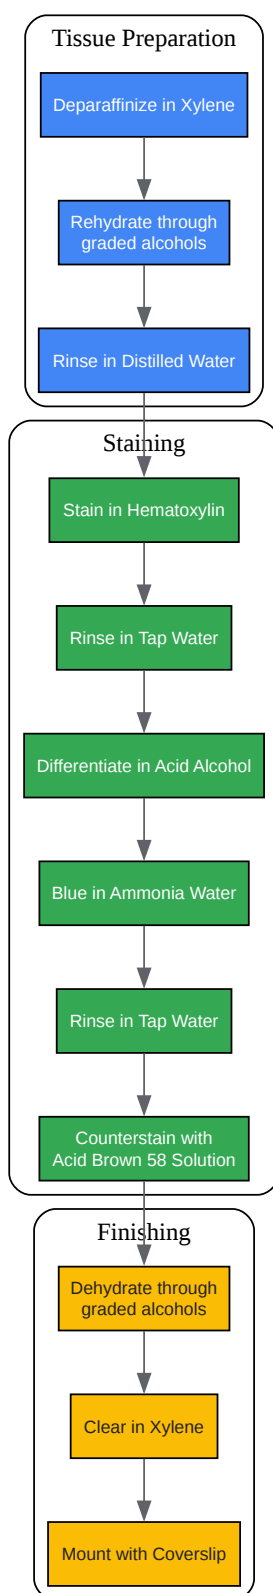 Tissue Preparation
Deparaffinize in Xylene
Rehydrate through
graded alcohols
Rinse in Distilled Water
Staining
Stain in Hematoxylin
Rinse in Tap Water
Differentiate in Acid Alcohol
Blue in Ammonia Water
Rinse in Tap Water
Counterstain with
Acid Brown 58 Solution
Finishing
Dehydrate through
graded alcohols
Clear in Xylene
Mount with Coverslip